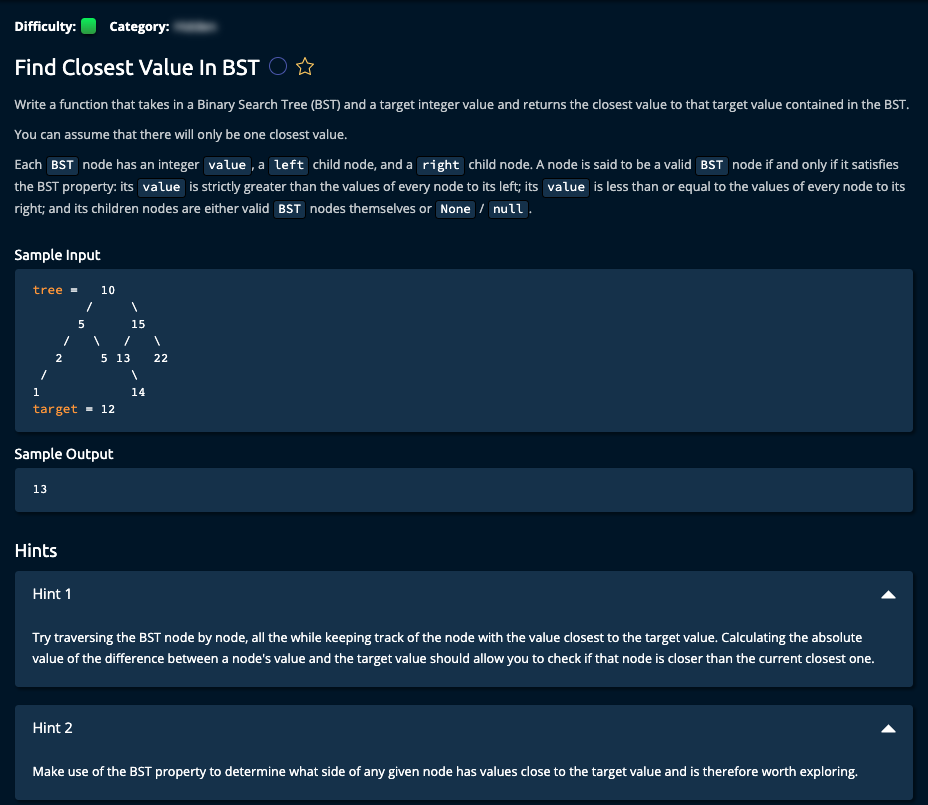 Difficulty: Category:
Find Closest Value In BST
Write a function that takes in a Binary Search Tree (BST) and a target integer value and returns the closest value to that target value contained in the BST.
You can assume that there will only be one closest value.
Each BST node has an integer value, a left child node, and a right child node. A node is said to be a valid BST node if and only if it satisfies
the BST property: its value is strictly greater than the values of every node to its left; its value is less than or equal to the values of every node to its
right; and its children nodes are either valid BST nodes themselves or None / null.
Sample Input
tree =   10
       /     \
      5      15
    /   \   /   \
   2     5 13   22
 /           \
1            14
target = 12
Sample Output
13
Hints
Hint 1
Try traversing the BST node by node, all the while keeping track of the node with the value closest to the target value. Calculating the absolute
value of the difference between a node's value and the target value should allow you to check if that node is closer than the current closest one.
Hint 2
Make use of the BST property to determine what side of any given node has values close to the target value and is therefore worth exploring.